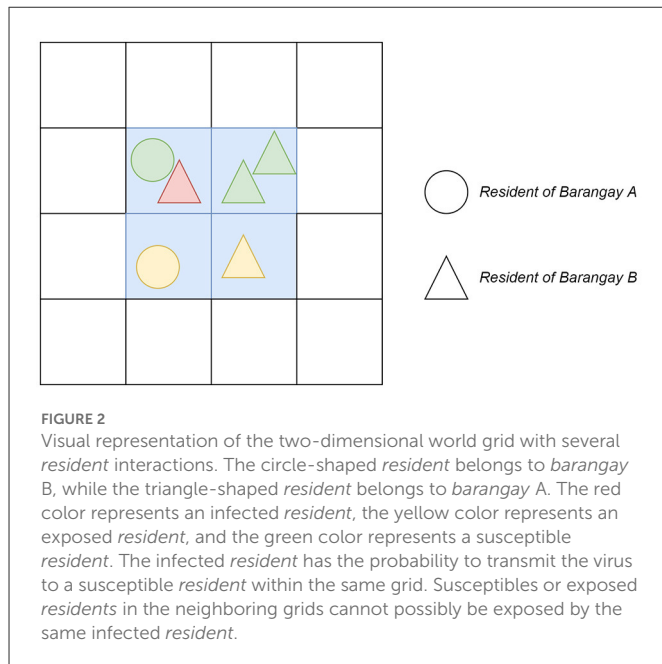 Resident of Barangay A
Resident of Barangay B
FIGURE 2
Visual representation of the two-dimensional world grid with several
resident interactions. The circle-shaped resident belongs to barangay
B, while the triangle-shaped resident belongs to barangay A. The red
color represents an infected resident, the yellow color represents an
exposed resident, and the green color represents a susceptible
resident. The infected resident has the probability to transmit the virus
to a susceptible resident within the same grid. Susceptibles or exposed
residents in the neighboring grids cannot possibly be exposed by the
same infected resident.